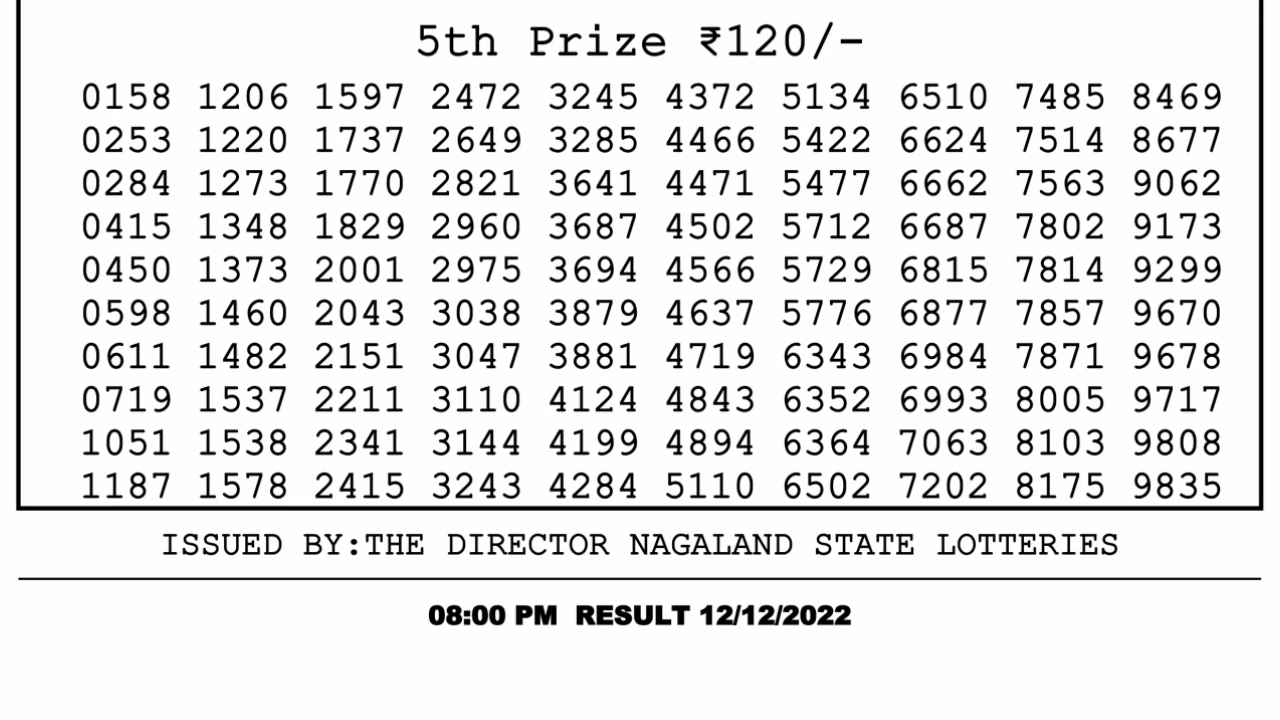 5th Prize ₹120/-
0158 1206 1597 2472 3245 4372 5134 6510 7485 8469
0253 1220 1737 2649 3285 4466 5422 6624 7514 8677
0284 1273 1770 2821 3641 4471 5477 6662 7563 9062
0415 1348 1829 2960 3687 4502 5712 6687 7802 9173
0450 1373 2001 2975 3694 4566 5729 6815 7814 9299
0598 1460 2043 3038 3879 4637 5776 6877 7857 9670
0611 1482 2151 3047 3881 4719 6343 6984 7871 9678
0719 1537 2211 3110 4124 4843 6352 6993 8005 9717
1051 1538 2341 3144 4199 4894 6364 7063 8103 9808
1187 1578 2415 3243 4284 5110 6502 7202 8175 9835
ISSUED BY:THE DIRECTOR NAGALAND STATE LOTTERIES
08:00 PM RESULT 12/12/2022